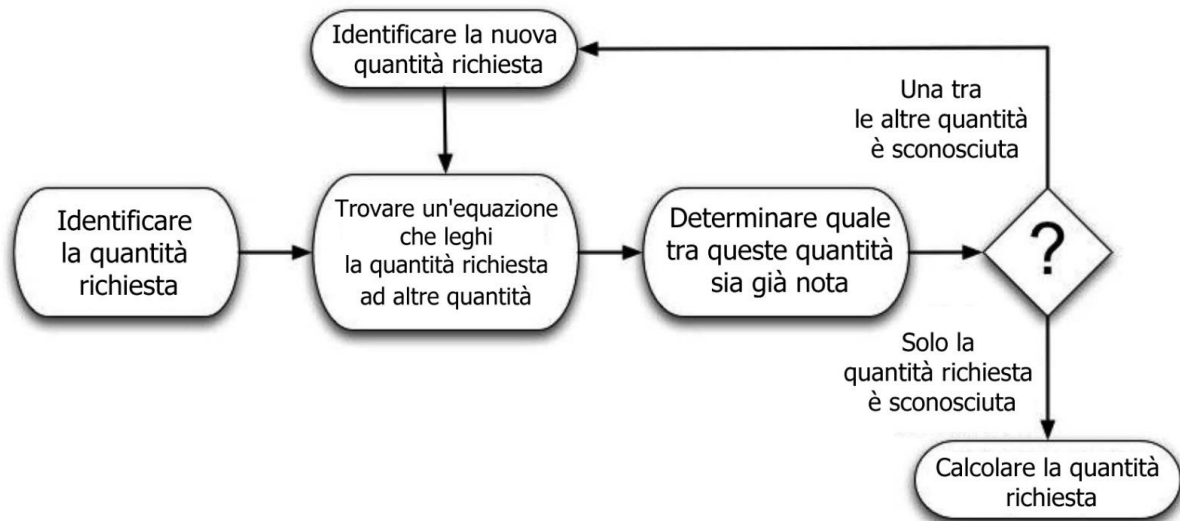 Identificare la nuova
quantità richiesta
Una tra
le altre quantità
è sconosciuta
Identificare
la quantità
richiesta
Trovare un'equazione
che leghi
la quantità richiesta
ad altre quantità
Determinare quale
tra queste quantità
sia già nota
?
Solo la
quantità richiesta
è sconosciuta
Calcolare la quantità
richiesta